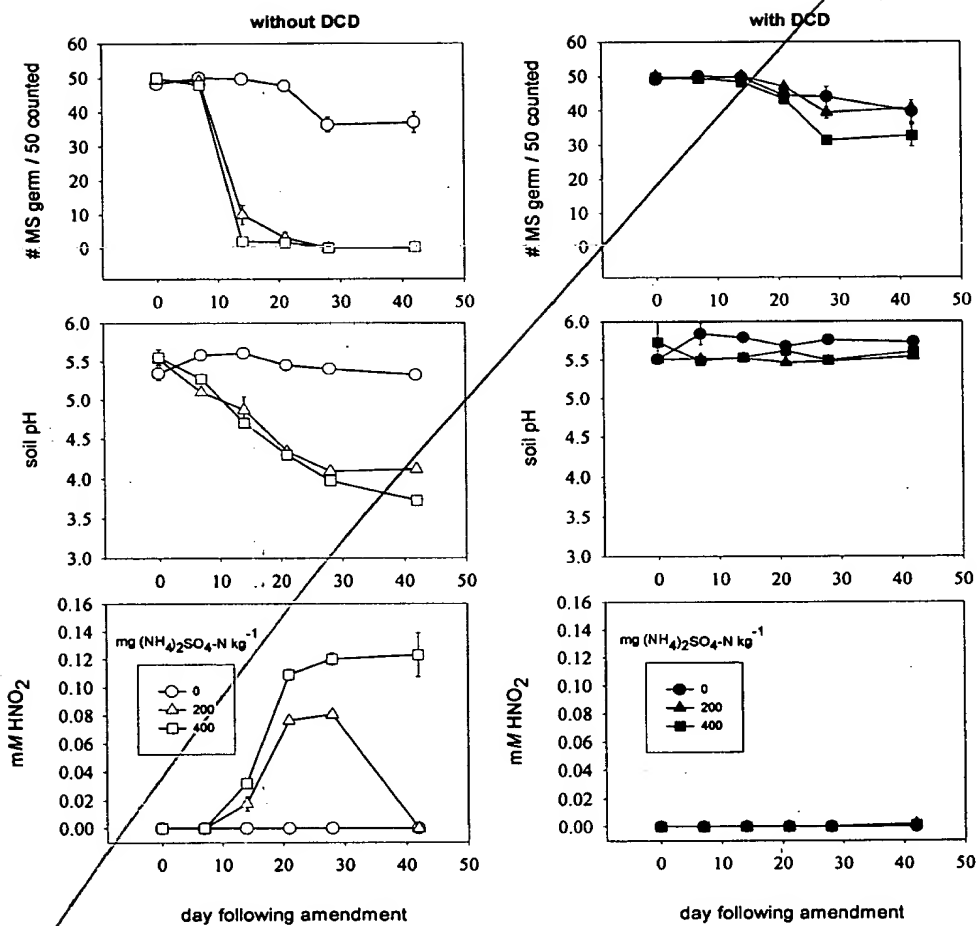 without DCD
# MS germ / 50 counted
60
50
40
30
20
10
0
0 10 20 30 40 50
soil pH
6.0
5.5
5.0
4.5
4.0
3.5
3.0
0 10 20 30 40 50
mM HNO₂
0.16
0.14
0.12
0.10
0.08
0.06
0.04
0.02
0.00
mg (NH₄)₂SO₄-N kg⁻¹
0
200
400
0 10 20 30 40 50
day following amendment
with DCD
# MS germ / 50 counted
60
50
40
30
20
10
0
0 10 20 30 40 50
soil pH
6.0
5.5
5.0
4.5
4.0
3.5
3.0
0 10 20 30 40 50
mM HNO₂
0.16
0.14
0.12
0.10
0.08
0.06
0.04
0.02
0.00
mg (NH₄)₂SO₄-N kg⁻¹
0
200
400
0 10 20 30 40 50
day following amendment